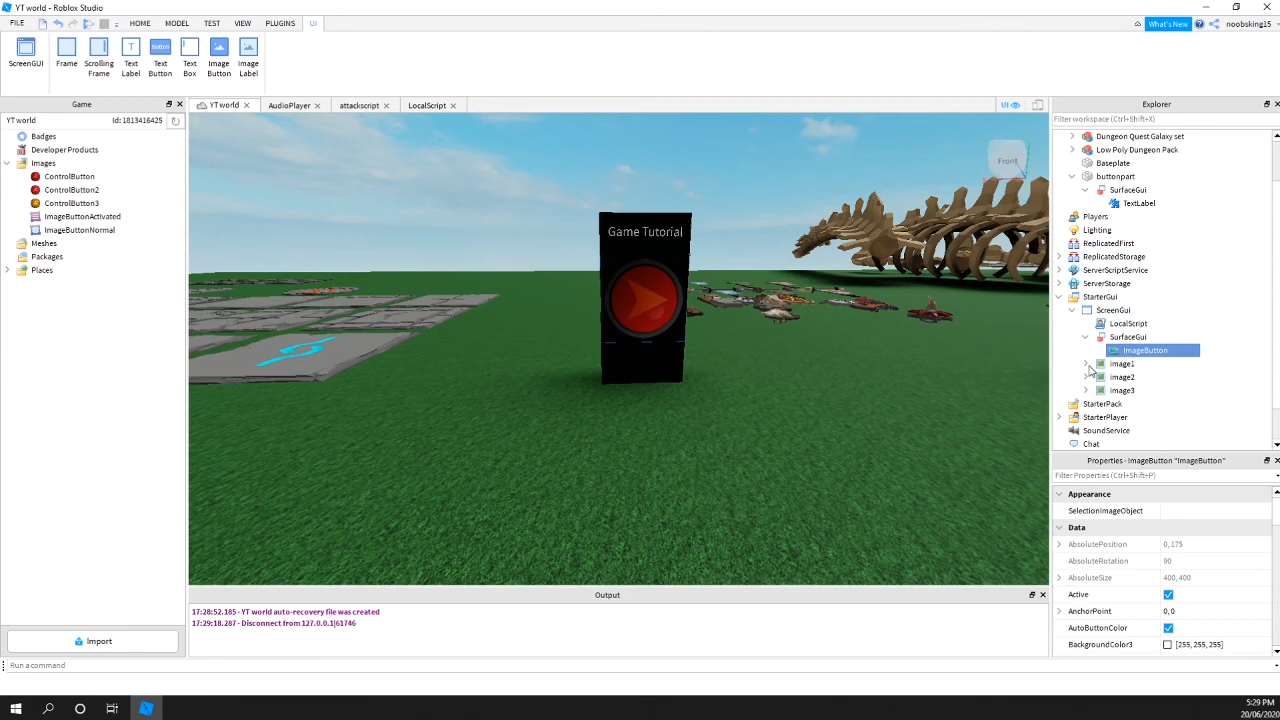 YT world - Roblox Studio
FILE HOME MODEL TEST VIEW PLUGINS UI What's New noobsking15
ScreenGUI Frame Scrolling Frame Text Label Button Text Button Text Box Image Button Image Label
Game
YT world Id: 1813416425
Badges
Developer Products
Images
ControlButton
ControlButton2
ControlButton3
ImageButtonActivated
ImageButtonNormal
Meshes
Packages
Places
Import
YT world AudioPlayer attackscript LocalScript UI
Front
Game Tutorial
Output
17:28:52.185 - YT world auto-recovery file was created
17:29:18.287 - Disconnect from 127.0.0.1|61746
Explorer
Filter workspace (Ctrl+Shift+X)
Dungeon Quest Galaxy set
Low Poly Dungeon Pack
Baseplate
buttonpart
SurfaceGui
TextLabel
Players
Lighting
ReplicatedFirst
ReplicatedStorage
ServerScriptService
ServerStorage
StarterGui
ScreenGui
LocalScript
SurfaceGui
ImageButton
image1
image2
image3
StarterPack
StarterPlayer
SoundService
Chat
Properties - ImageButton "ImageButton"
Filter Properties (Ctrl+Shift+P)
Appearance
SelectionImageObject
Data
AbsolutePosition 0, 175
AbsoluteRotation 90
AbsoluteSize 400, 400
Active
AnchorPoint 0, 0
AutoButtonColor
BackgroundColor3 [255, 255, 255]
Run a command
5:29 PM
20/06/2020